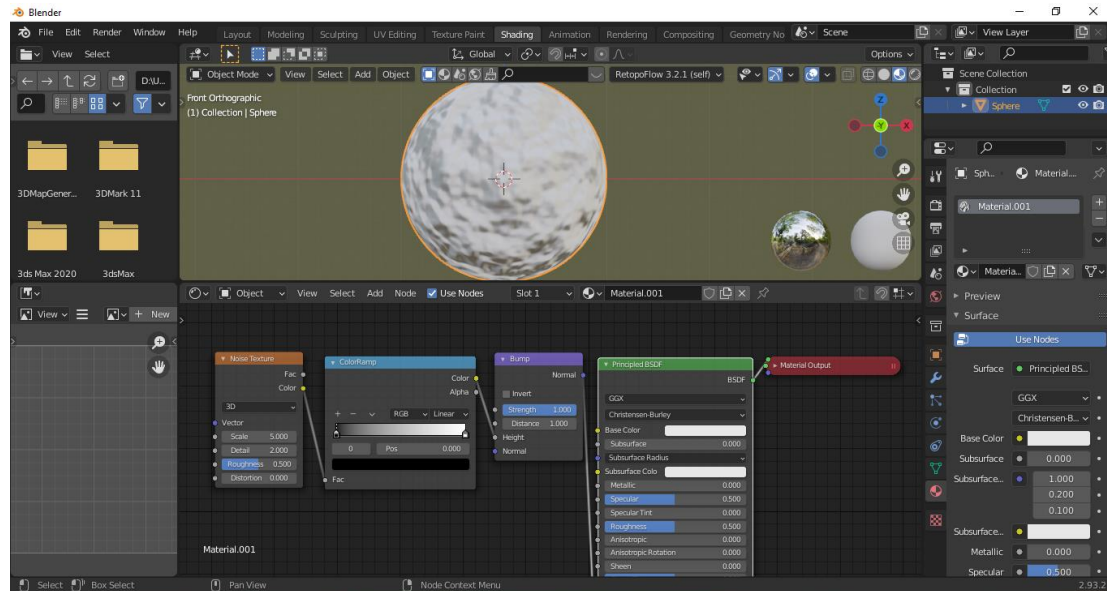 Blender
File Edit Render Window Help Layout Modeling Sculpting UV Editing Texture Paint Shading Animation Rendering Compositing Geometry No Scene View Layer
View Select Global Options
Object Mode View Select Add Object RetopoFlow 3.2.1 (self)
D:\U...
Front Orthographic
(1) Collection | Sphere
Z
Y
X
3DMapGener... 3DMark 11
3ds Max 2020 3dsMax
Scene Collection
Collection
Sphere
Sph... Material....
Material.001
Materia...
Preview
Surface
Use Nodes
Surface Principled BS...
GGX
Christensen-B...
Base Color
Subsurface 0.000
Subsurface... 1.000
0.200
0.100
Subsurface...
Metallic 0.000
Specular 0.500
View New
Object View Select Add Node Use Nodes Slot 1 Material.001
Noise Texture
Fac
Color
3D
Vector
Scale 5.000
Detail 2.000
Roughness 0.500
Distortion 0.000
ColorRamp
Color
Alpha
RGB Linear
0 Pos 0.000
Fac
Bump
Normal
Invert
Strength 1.000
Distance 1.000
Height
Normal
Principled BSDF
BSDF
GGX
Christensen-Burley
Base Color
Subsurface 0.000
Subsurface Radius
Subsurface Colo
Metallic 0.000
Specular 0.500
Specular Tint 0.000
Roughness 0.500
Anisotropic 0.000
Anisotropic Rotation 0.000
Sheen 0.000
Material Output
Material.001
Select Box Select Pan View Node Context Menu 2.93.2